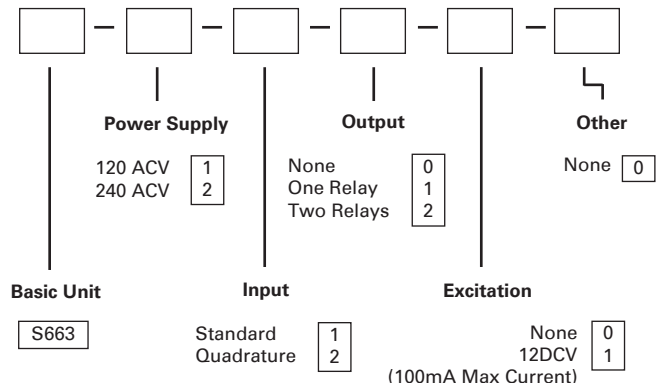 Power Supply
120 ACV 1
240 ACV 2
Output
None 0
One Relay 1
Two Relays 2
Other
None 0
Basic Unit
S663
Input
Standard 1
Quadrature 2
Excitation
None 0
12DCV 1
(100mA Max Current)